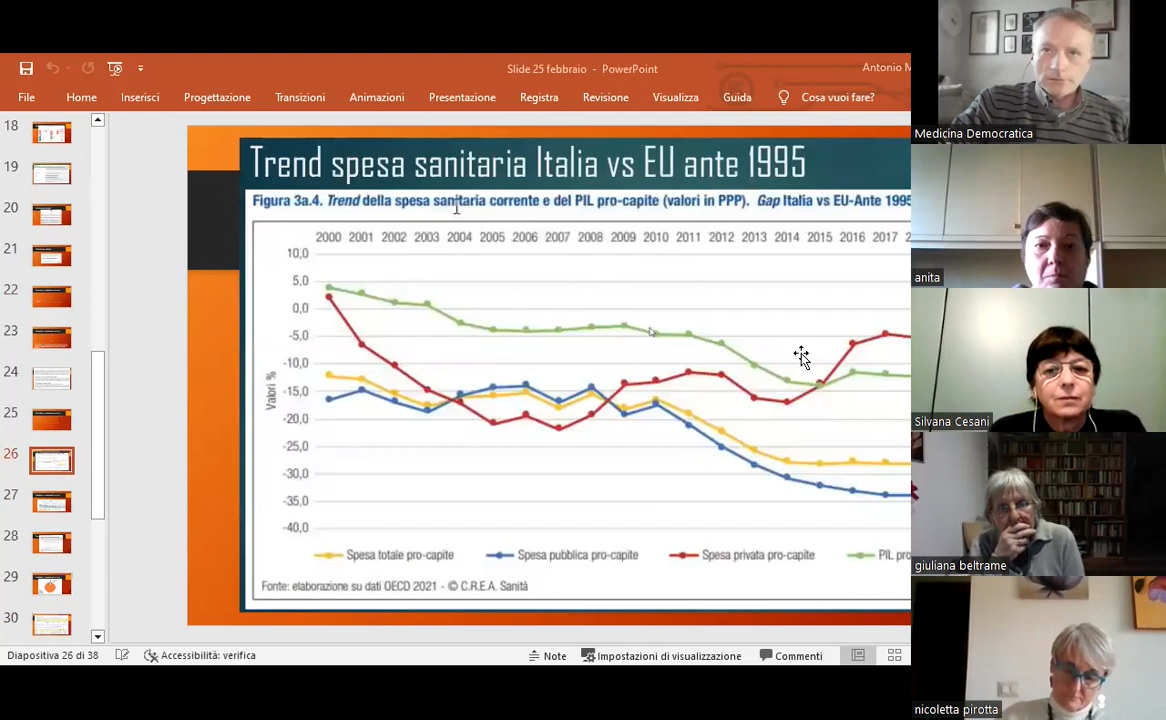 Slide 25 febbraio - PowerPoint
Antonio M
File Home Inserisci Progettazione Transizioni Animazioni Presentazione Registra Revisione Visualizza Guida Cosa vuoi fare?
18
19
20
21
22
23
24
25
26
27
28
29
30
Trend spesa sanitaria Italia vs EU ante 1995
Figura 3a.4. Trend della spesa sanitaria corrente e del PIL pro-capite (valori in PPP). Gap Italia vs EU-Ante 1995
2000 2001 2002 2003 2004 2005 2006 2007 2008 2009 2010 2011 2012 2013 2014 2015 2016 2017 2
10,0
5,0
0,0
-5,0
-10,0
-15,0
-20,0
-25,0
-30,0
-35,0
-40,0
Valori %
Spesa totale pro-capite Spesa pubblica pro-capite Spesa privata pro-capite PIL pro
Fonte: elaborazione su dati OECD 2021 - © C.R.E.A. Sanità
Diapositiva 26 di 38 Accessibilità: verifica Note Impostazioni di visualizzazione Commenti
Medicina Democratica
anita
Silvana Cesani
giuliana beltrame
nicoletta pirotta